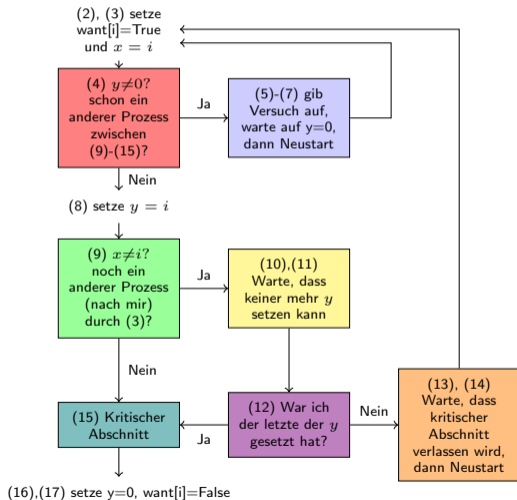 (2), (3) setze
want[i]=True
und x = i
(4) y≠0?
schon ein
anderer Prozess
zwischen
(9)-(15)?
Ja
(5)-(7) gib
Versuch auf,
warte auf y=0,
dann Neustart
Nein
(8) setze y = i
(9) x≠i?
noch ein
anderer Prozess
(nach mir)
durch (3)?
Ja
(10),(11)
Warte, dass
keiner mehr y
setzen kann
Nein
(15) Kritischer
Abschnitt
Ja
(12) War ich
der letzte der y
gesetzt hat?
Nein
(13), (14)
Warte, dass
kritischer
Abschnitt
verlassen wird,
dann Neustart
(16),(17) setze y=0, want[i]=False